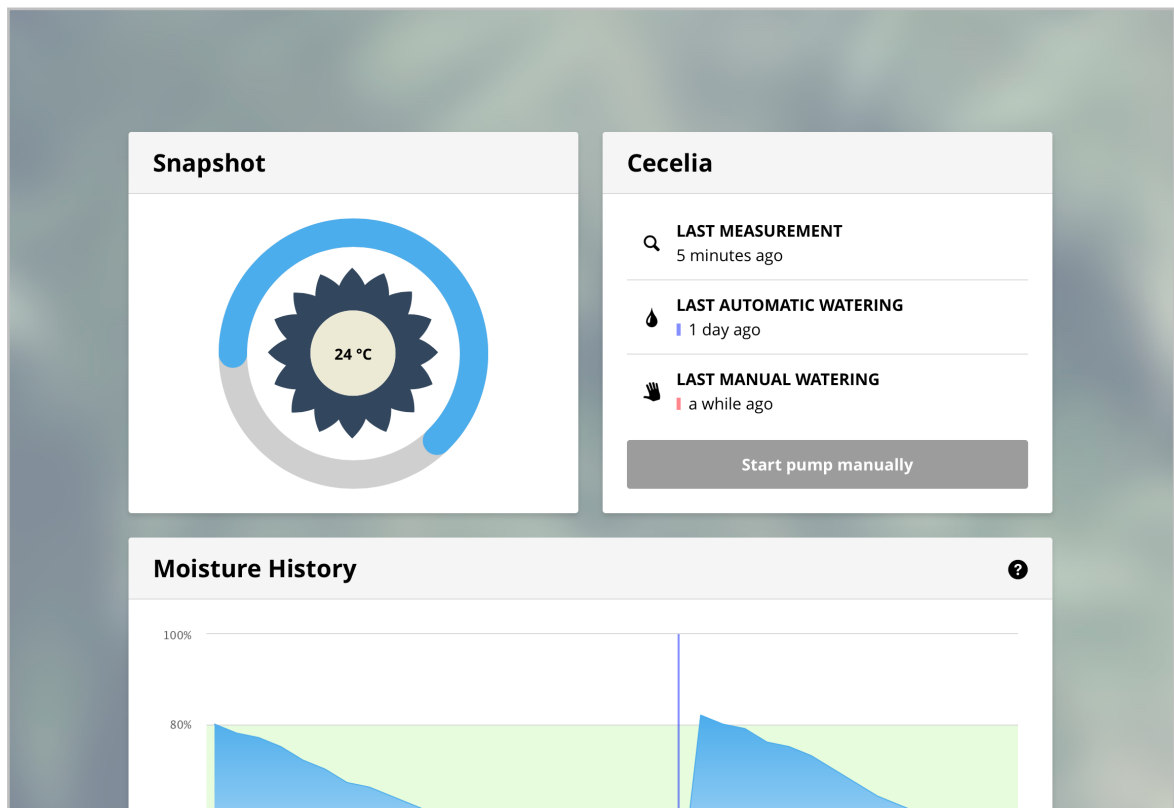 Snapshot
24 °C
Cecelia
LAST MEASUREMENT
5 minutes ago
LAST AUTOMATIC WATERING
1 day ago
LAST MANUAL WATERING
a while ago
Start pump manually
Moisture History
?
100%
80%